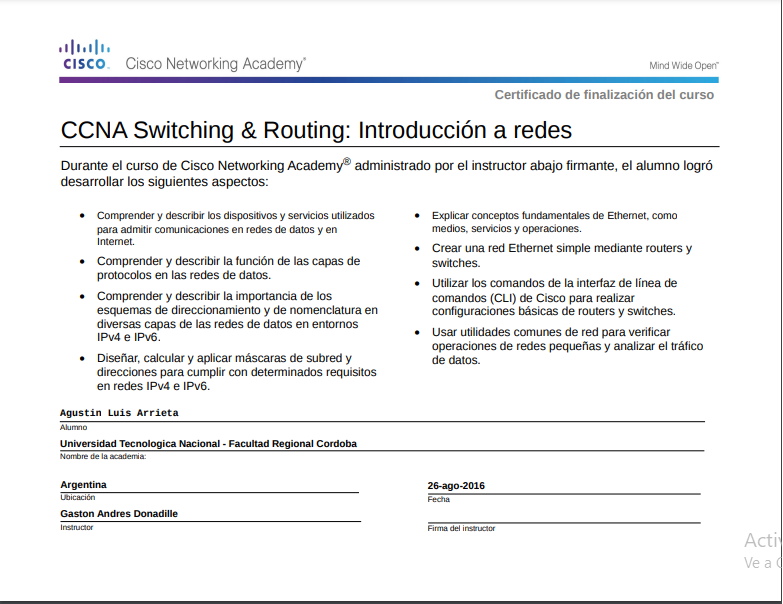 CISCO
Cisco Networking Academy®
Mind Wide Open™
Certificado de finalización del curso
CCNA Switching & Routing: Introducción a redes
Durante el curso de Cisco Networking Academy® administrado por el instructor abajo firmante, el alumno logró
desarrollar los siguientes aspectos:
• Comprender y describir los dispositivos y servicios utilizados
para admitir comunicaciones en redes de datos y en
Internet.
• Comprender y describir la función de las capas de
protocolos en las redes de datos.
• Comprender y describir la importancia de los
esquemas de direccionamiento y de nomenclatura en
diversas capas de las redes de datos en entornos
IPv4 e IPv6.
• Diseñar, calcular y aplicar máscaras de subred y
direcciones para cumplir con determinados requisitos
en redes IPv4 e IPv6.
• Explicar conceptos fundamentales de Ethernet, como
medios, servicios y operaciones.
• Crear una red Ethernet simple mediante routers y
switches.
• Utilizar los comandos de la interfaz de línea de
comandos (CLI) de Cisco para realizar
configuraciones básicas de routers y switches.
• Usar utilidades comunes de red para verificar
operaciones de redes pequeñas y analizar el tráfico
de datos.
Agustin Luis Arrieta
Alumno
Universidad Tecnologica Nacional - Facultad Regional Cordoba
Nombre de la academia:
Argentina
Ubicación
26-ago-2016
Fecha
Gaston Andres Donadille
Instructor
Firma del instructor
Acti
Ve a C